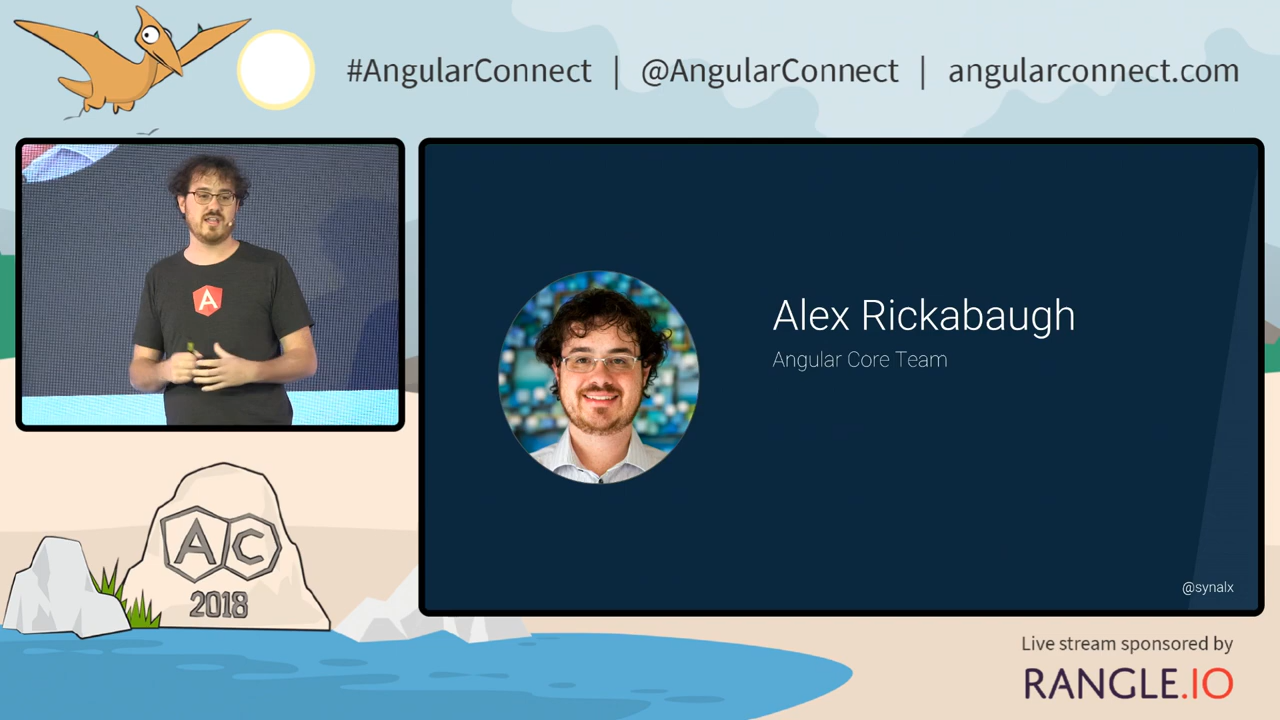 #AngularConnect | @AngularConnect | angularconnect.com
A
Alex Rickabaugh
Angular Core Team
@synalx
AC
2018
Live stream sponsored by
RANGLE.IO